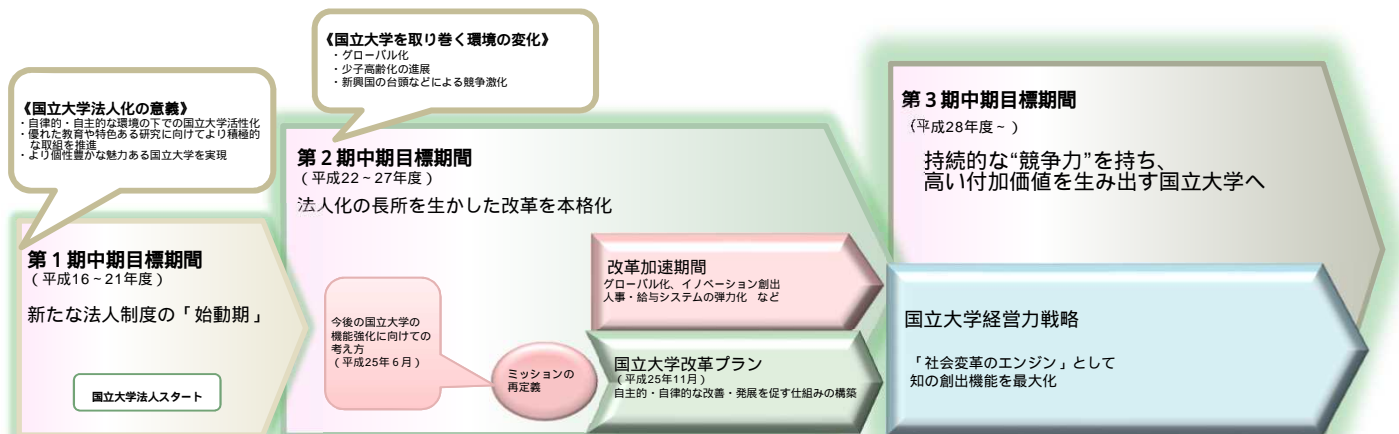 《国立大学法人化の意義》
・自律的・自主的な環境の下での国立大学活性化
・優れた教育や特色ある研究に向けてより積極的
な取組を推進
・より個性豊かな魅力ある国立大学を実現
第1期中期目標期間
（平成16～21年度）
新たな法人制度の「始動期」
国立大学法人スタート
《国立大学を取り巻く環境の変化》
・グローバル化
・少子高齢化の進展
・新興国の台頭などによる競争激化
第2期中期目標期間
（平成22～27年度）
法人化の長所を生かした改革を本格化
今後の国立大学の
機能強化に向けての
考え方
（平成25年6月）
ミッションの
再定義
改革加速期間
グローバル化、イノベーション創出
人事・給与システムの弾力化　など
国立大学改革プラン
（平成25年11月）
自主的・自律的な改善・発展を促す仕組みの構築
第3期中期目標期間
（平成28年度～）
持続的な“競争力”を持ち、
高い付加価値を生み出す国立大学へ
国立大学経営力戦略
「社会変革のエンジン」として
知の創出機能を最大化